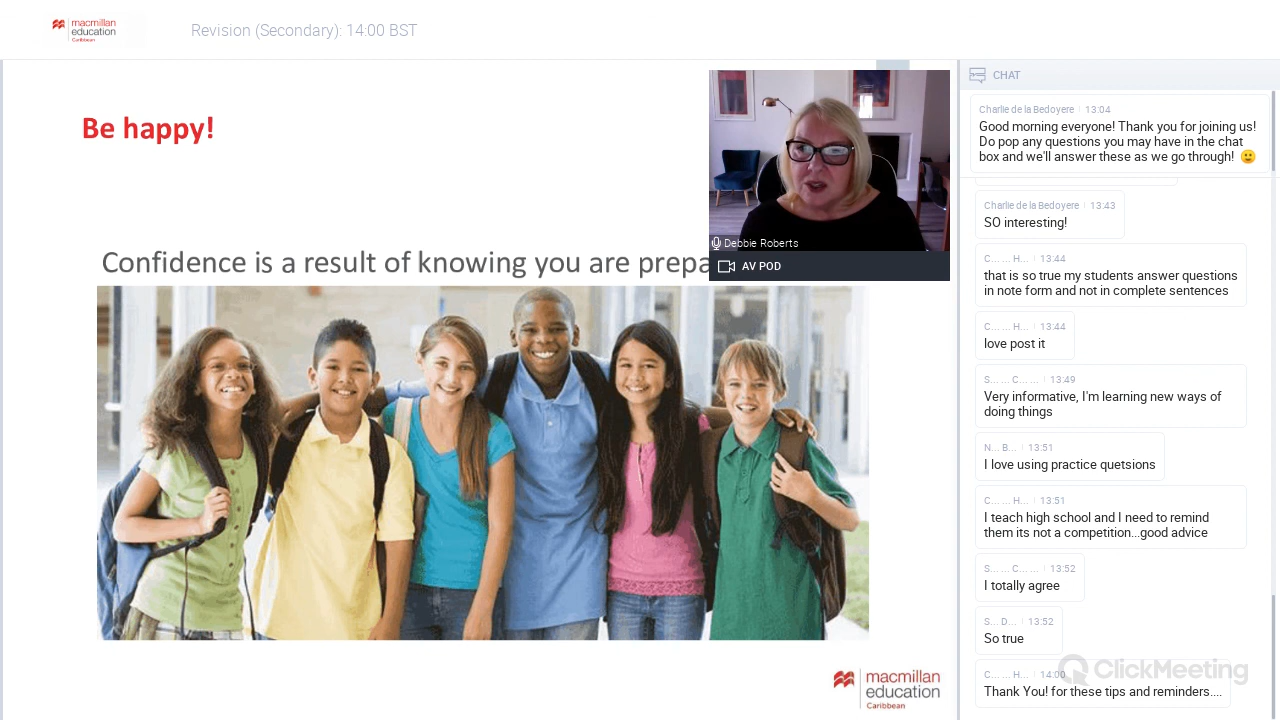 macmillan
education
Caribbean
Revision (Secondary): 14:00 BST
Be happy!
Confidence is a result of knowing you are prepa
Debbie Roberts
AV POD
macmillan
education
Caribbean
CHAT
Charlie de la Bedoyere 13:04
Good morning everyone! Thank you for joining us!
Do pop any questions you may have in the chat
box and we'll answer these as we go through! 🙂
Charlie de la Bedoyere 13:43
SO interesting!
C... ... H... 13:44
that is so true my students answer questions
in note form and not in complete sentences
C... ... H... 13:44
love post it
S... ... C... ... 13:49
Very informative, I'm learning new ways of
doing things
N... B... 13:51
I love using practice quetsions
C... ... H... 13:51
I teach high school and I need to remind
them its not a competition...good advice
S... ... C... ... 13:52
I totally agree
S... D... 13:52
So true
C... ... H... 14:00
Thank You! for these tips and reminders....
ClickMeeting